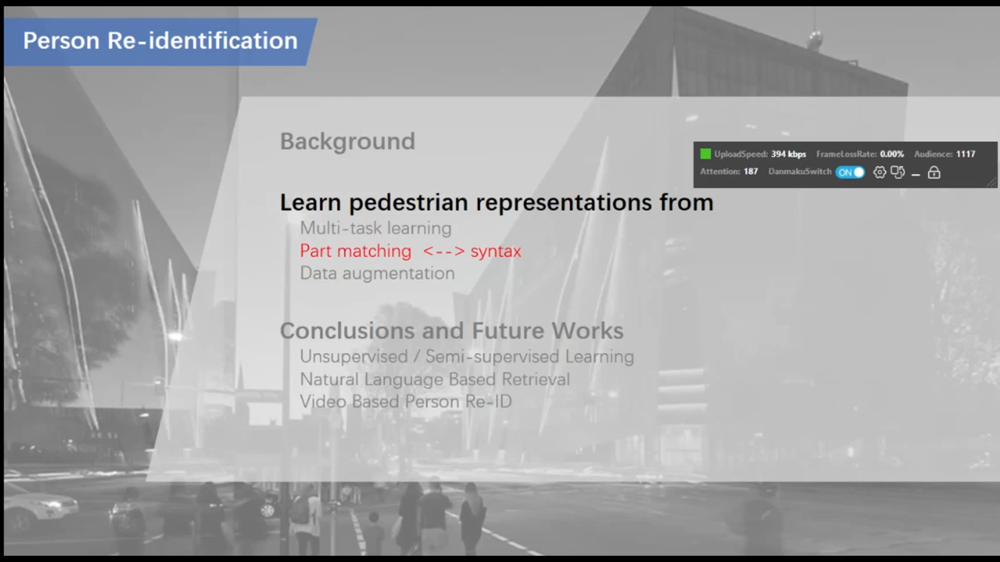 Person Re-identification
Background
UploadSpeed: 394 kbps FrameLossRate: 0.00% Audience: 1117
Attention: 187 DanmakuSwitch ON
Learn pedestrian representations from
Multi-task learning
Part matching <--> syntax
Data augmentation
Conclusions and Future Works
Unsupervised / Semi-supervised Learning
Natural Language Based Retrieval
Video Based Person Re-ID